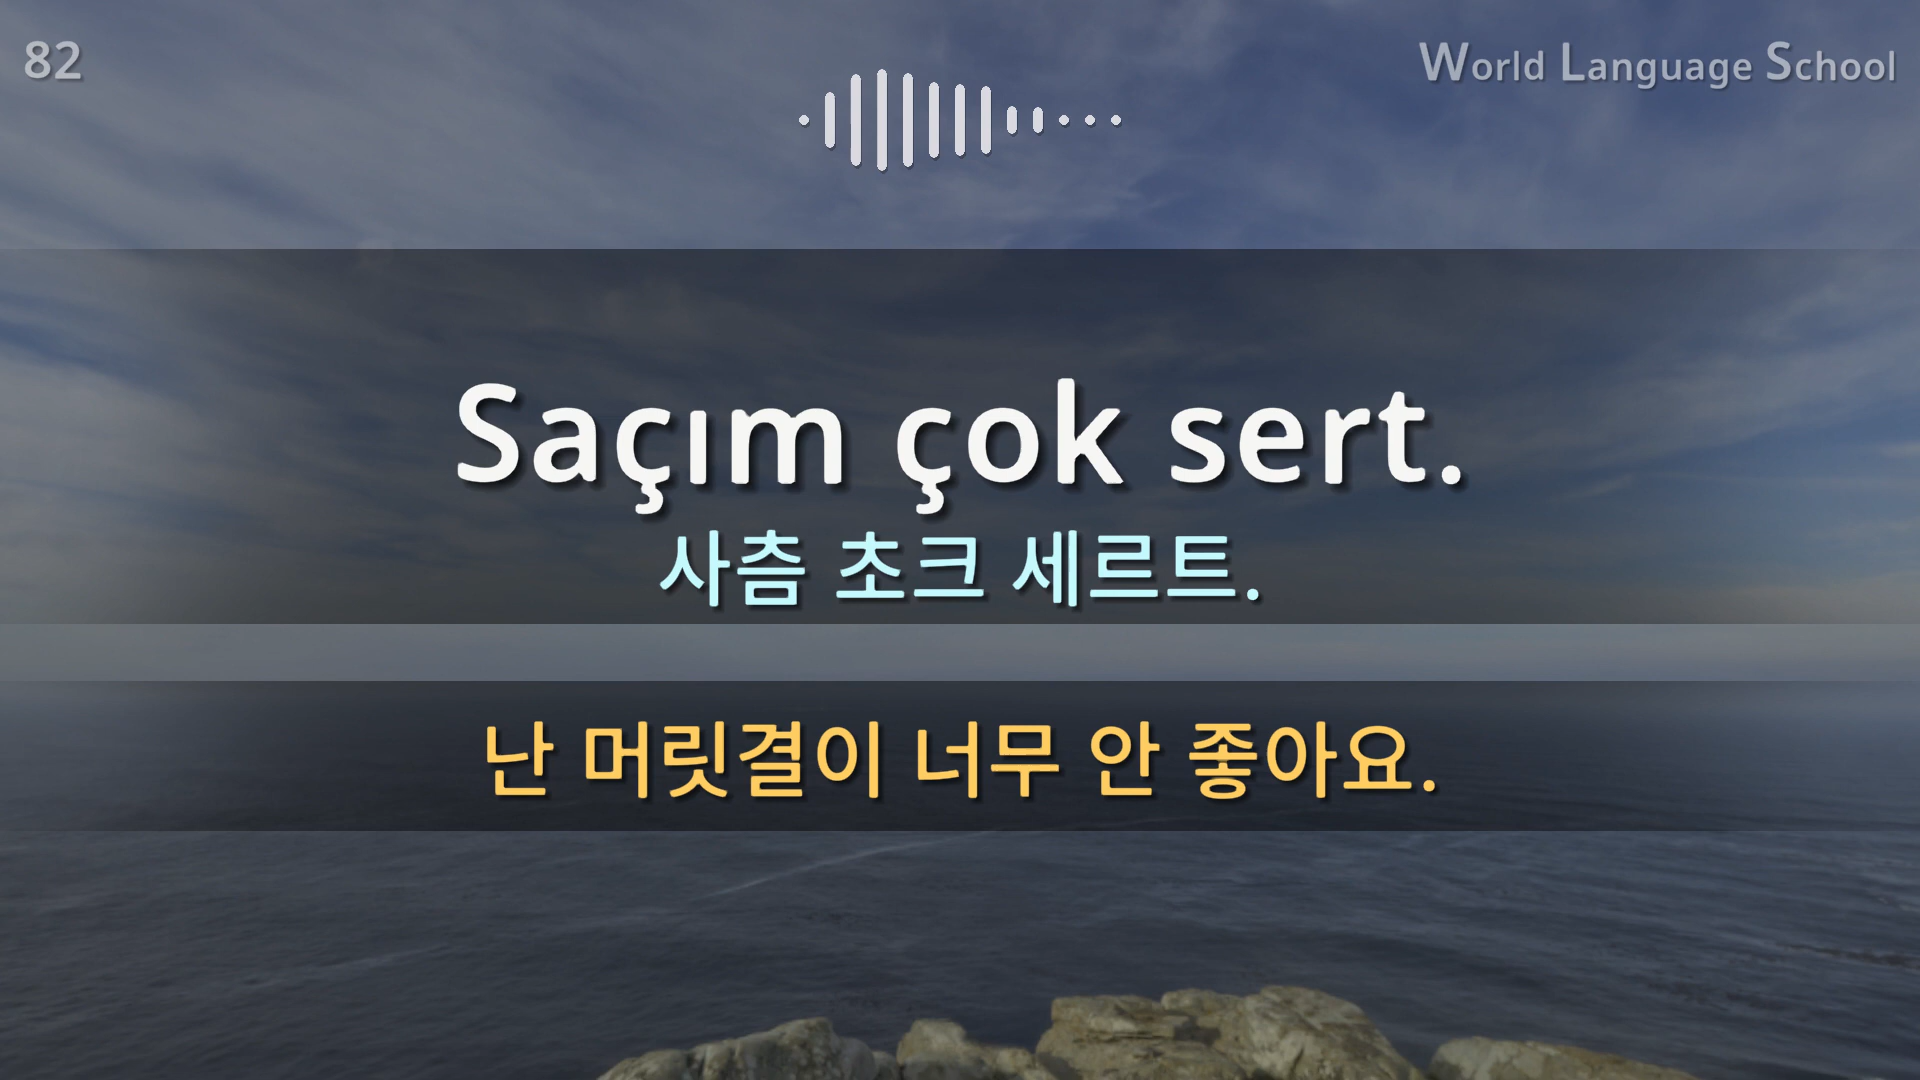 82
World Language School
Saçım çok sert.
사츰 초크 세르트.
난 머릿결이 너무 안 좋아요.